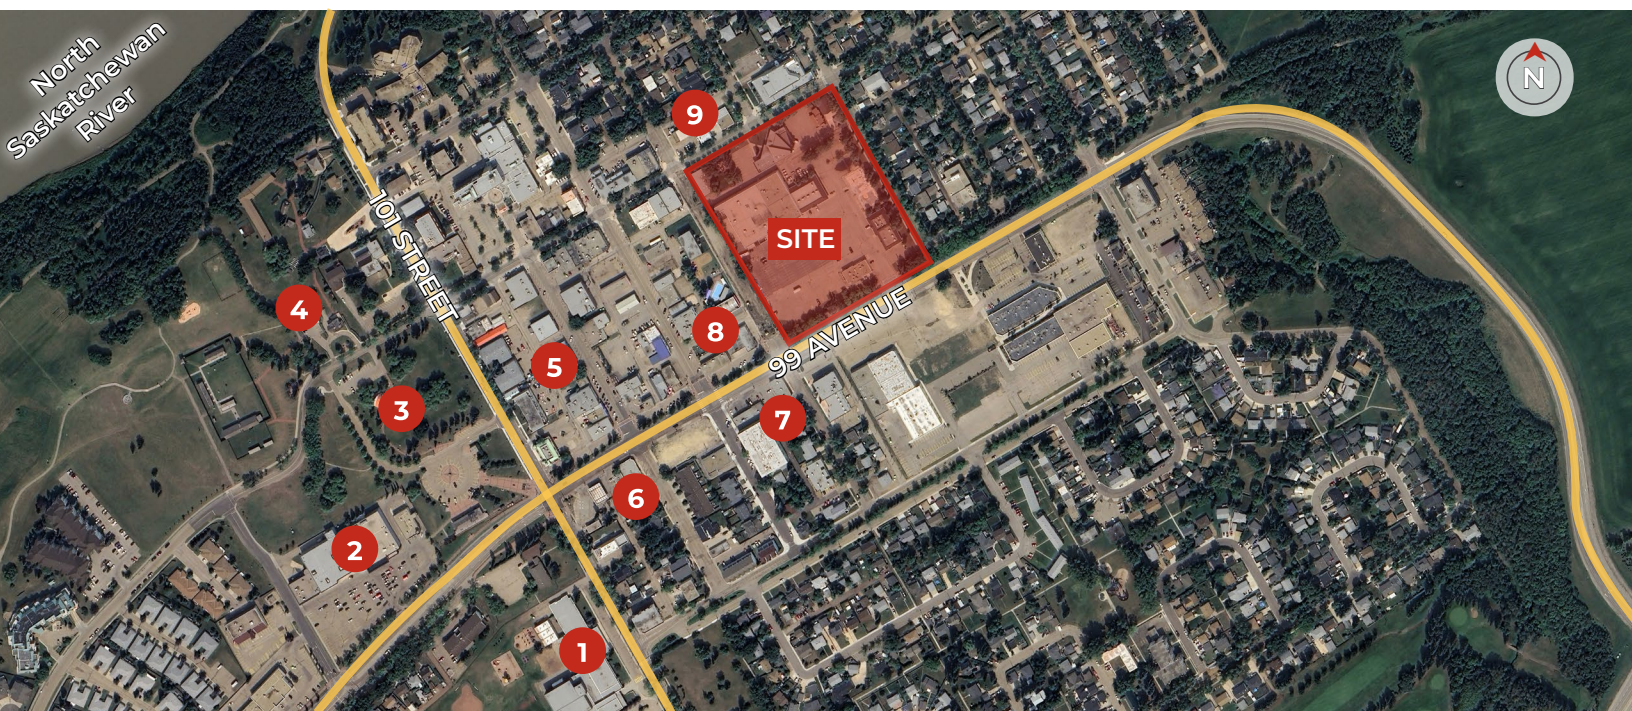 North
Saskatchewan
River
N
9
101 STREET
SITE
4
8
99 AVENUE
5
3
7
6
2
1